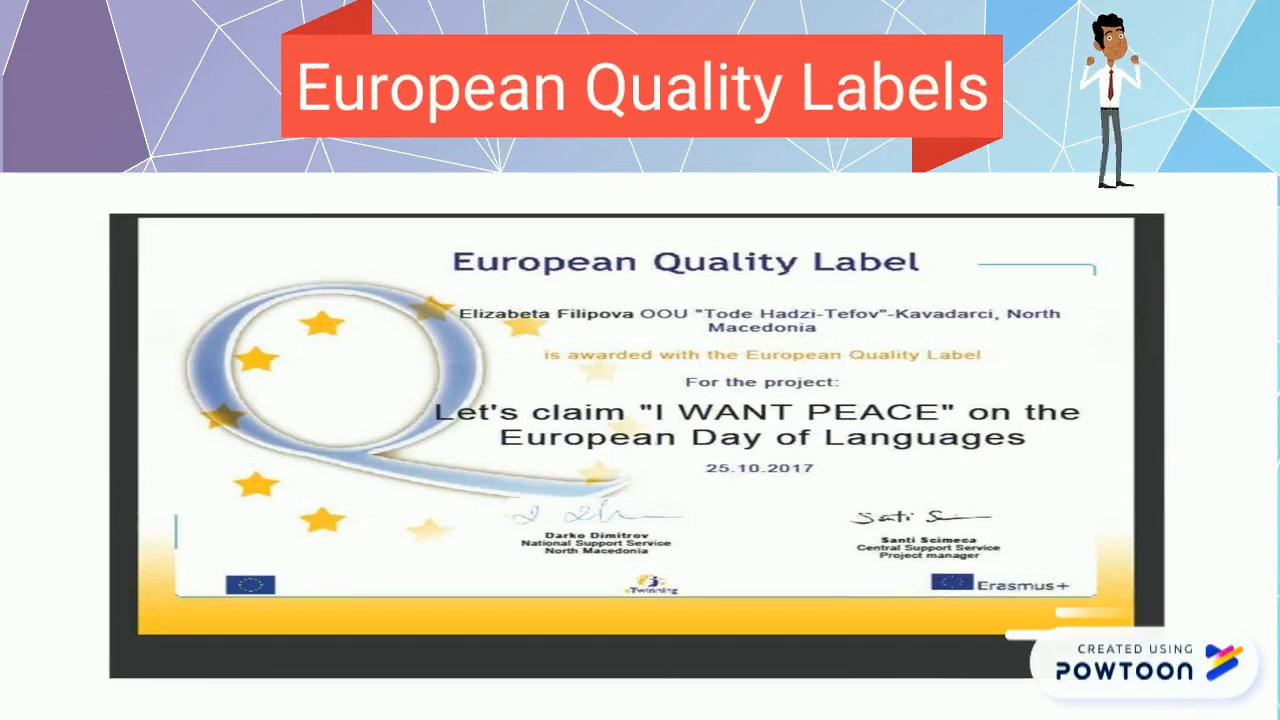 European Quality Labels
European Quality Label
Elizabeta Filipova OOU "Tode Hadzi-Tefov"-Kavadarci, North
Macedonia
is awarded with the European Quality Label
For the project:
Let's claim "I WANT PEACE" on the
European Day of Languages
25.10.2017
Darko Dimitrov
National Support Service
North Macedonia
Santi Scimeca
Central Support Service
Project manager
eTwinning
Erasmus+
CREATED USING
POWTOON